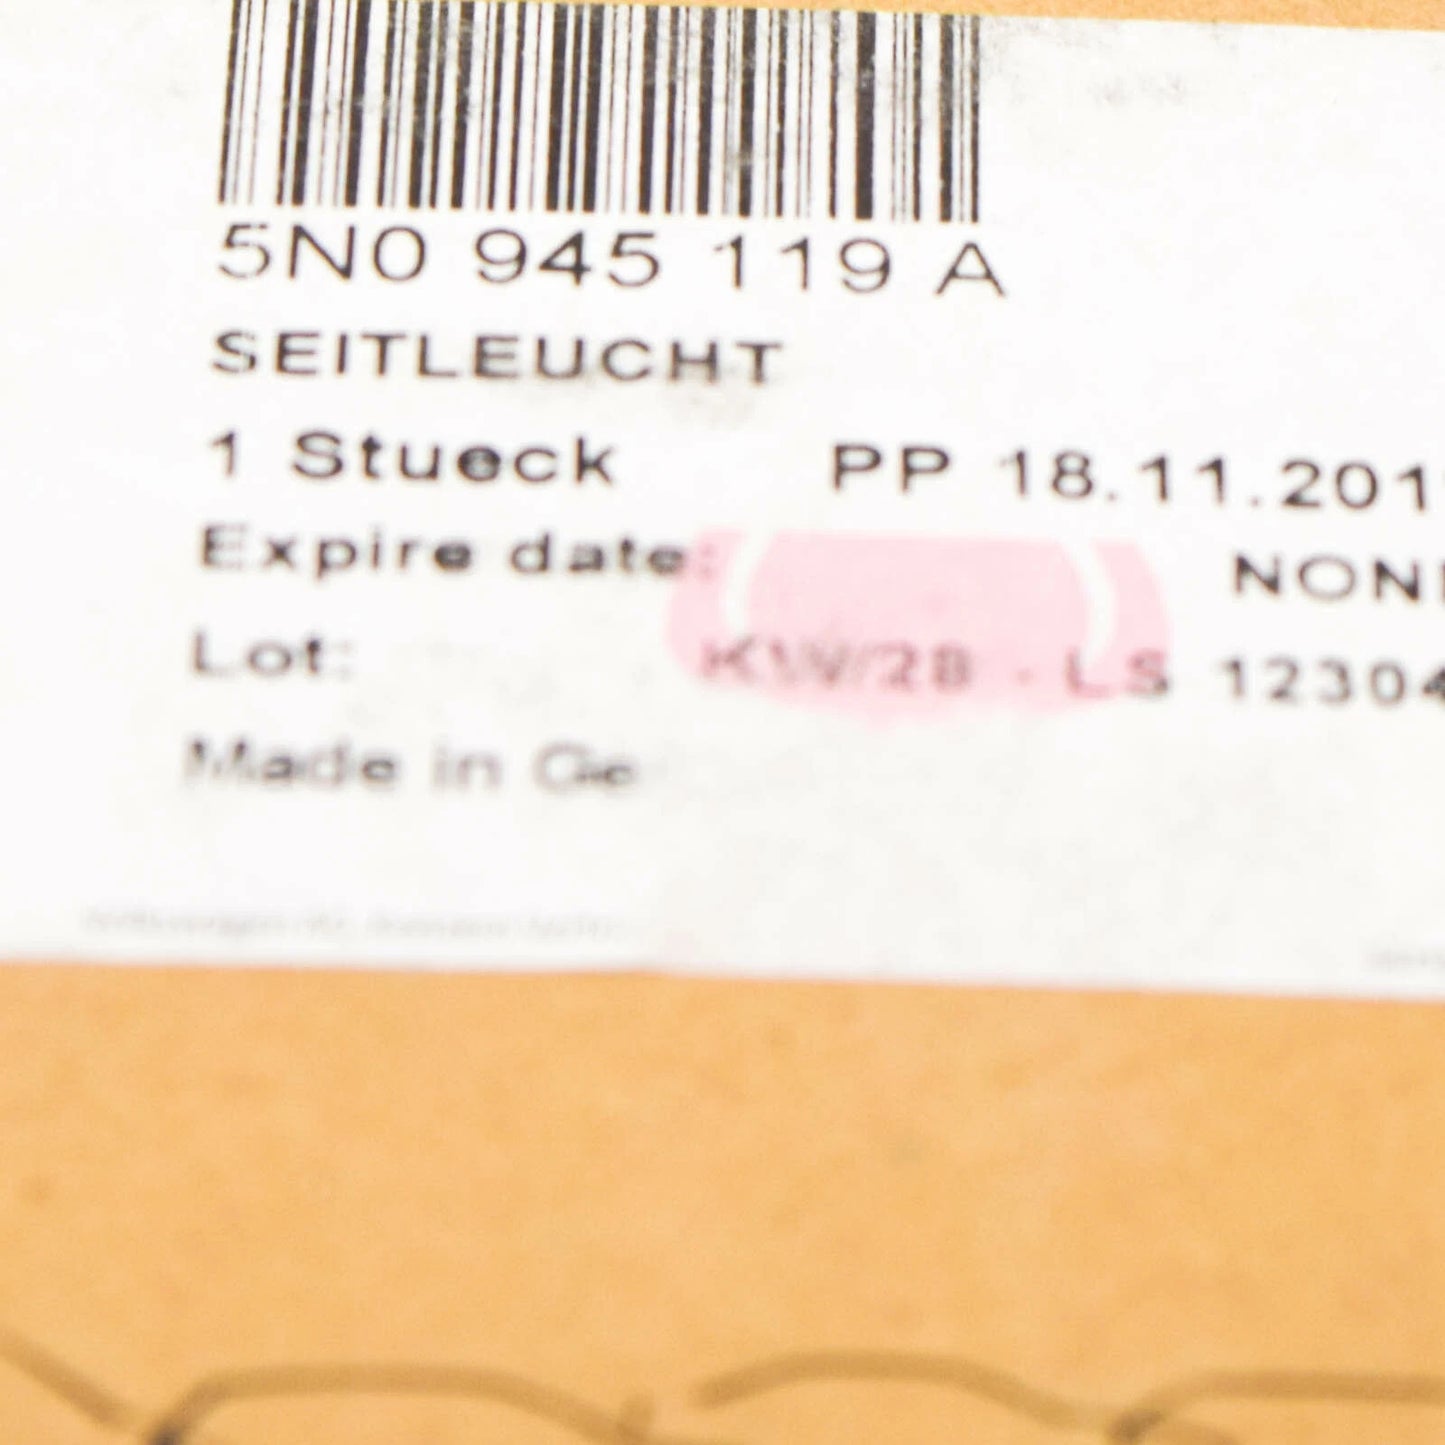 5N0 945 119 A
SEITLEUCHT
1 Stueck PP 18.11.201
Expire date: NON
Lot: KW/28 - LS 12304
Made in Ge